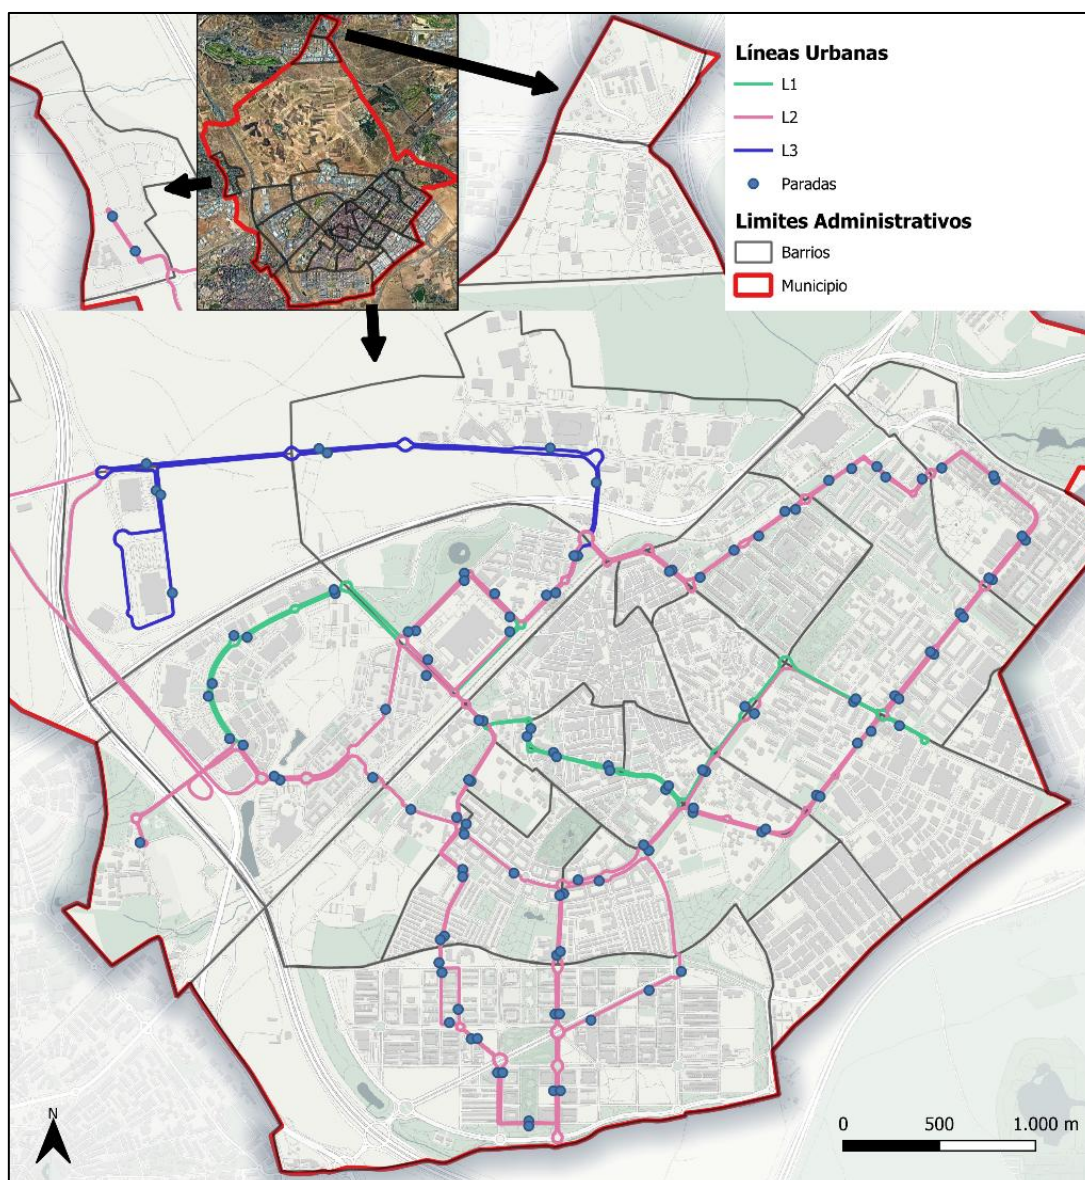 Líneas Urbanas
L1
L2
L3
Paradas
Limites Administrativos
Barrios
Municipio
N
0 500 1.000 m